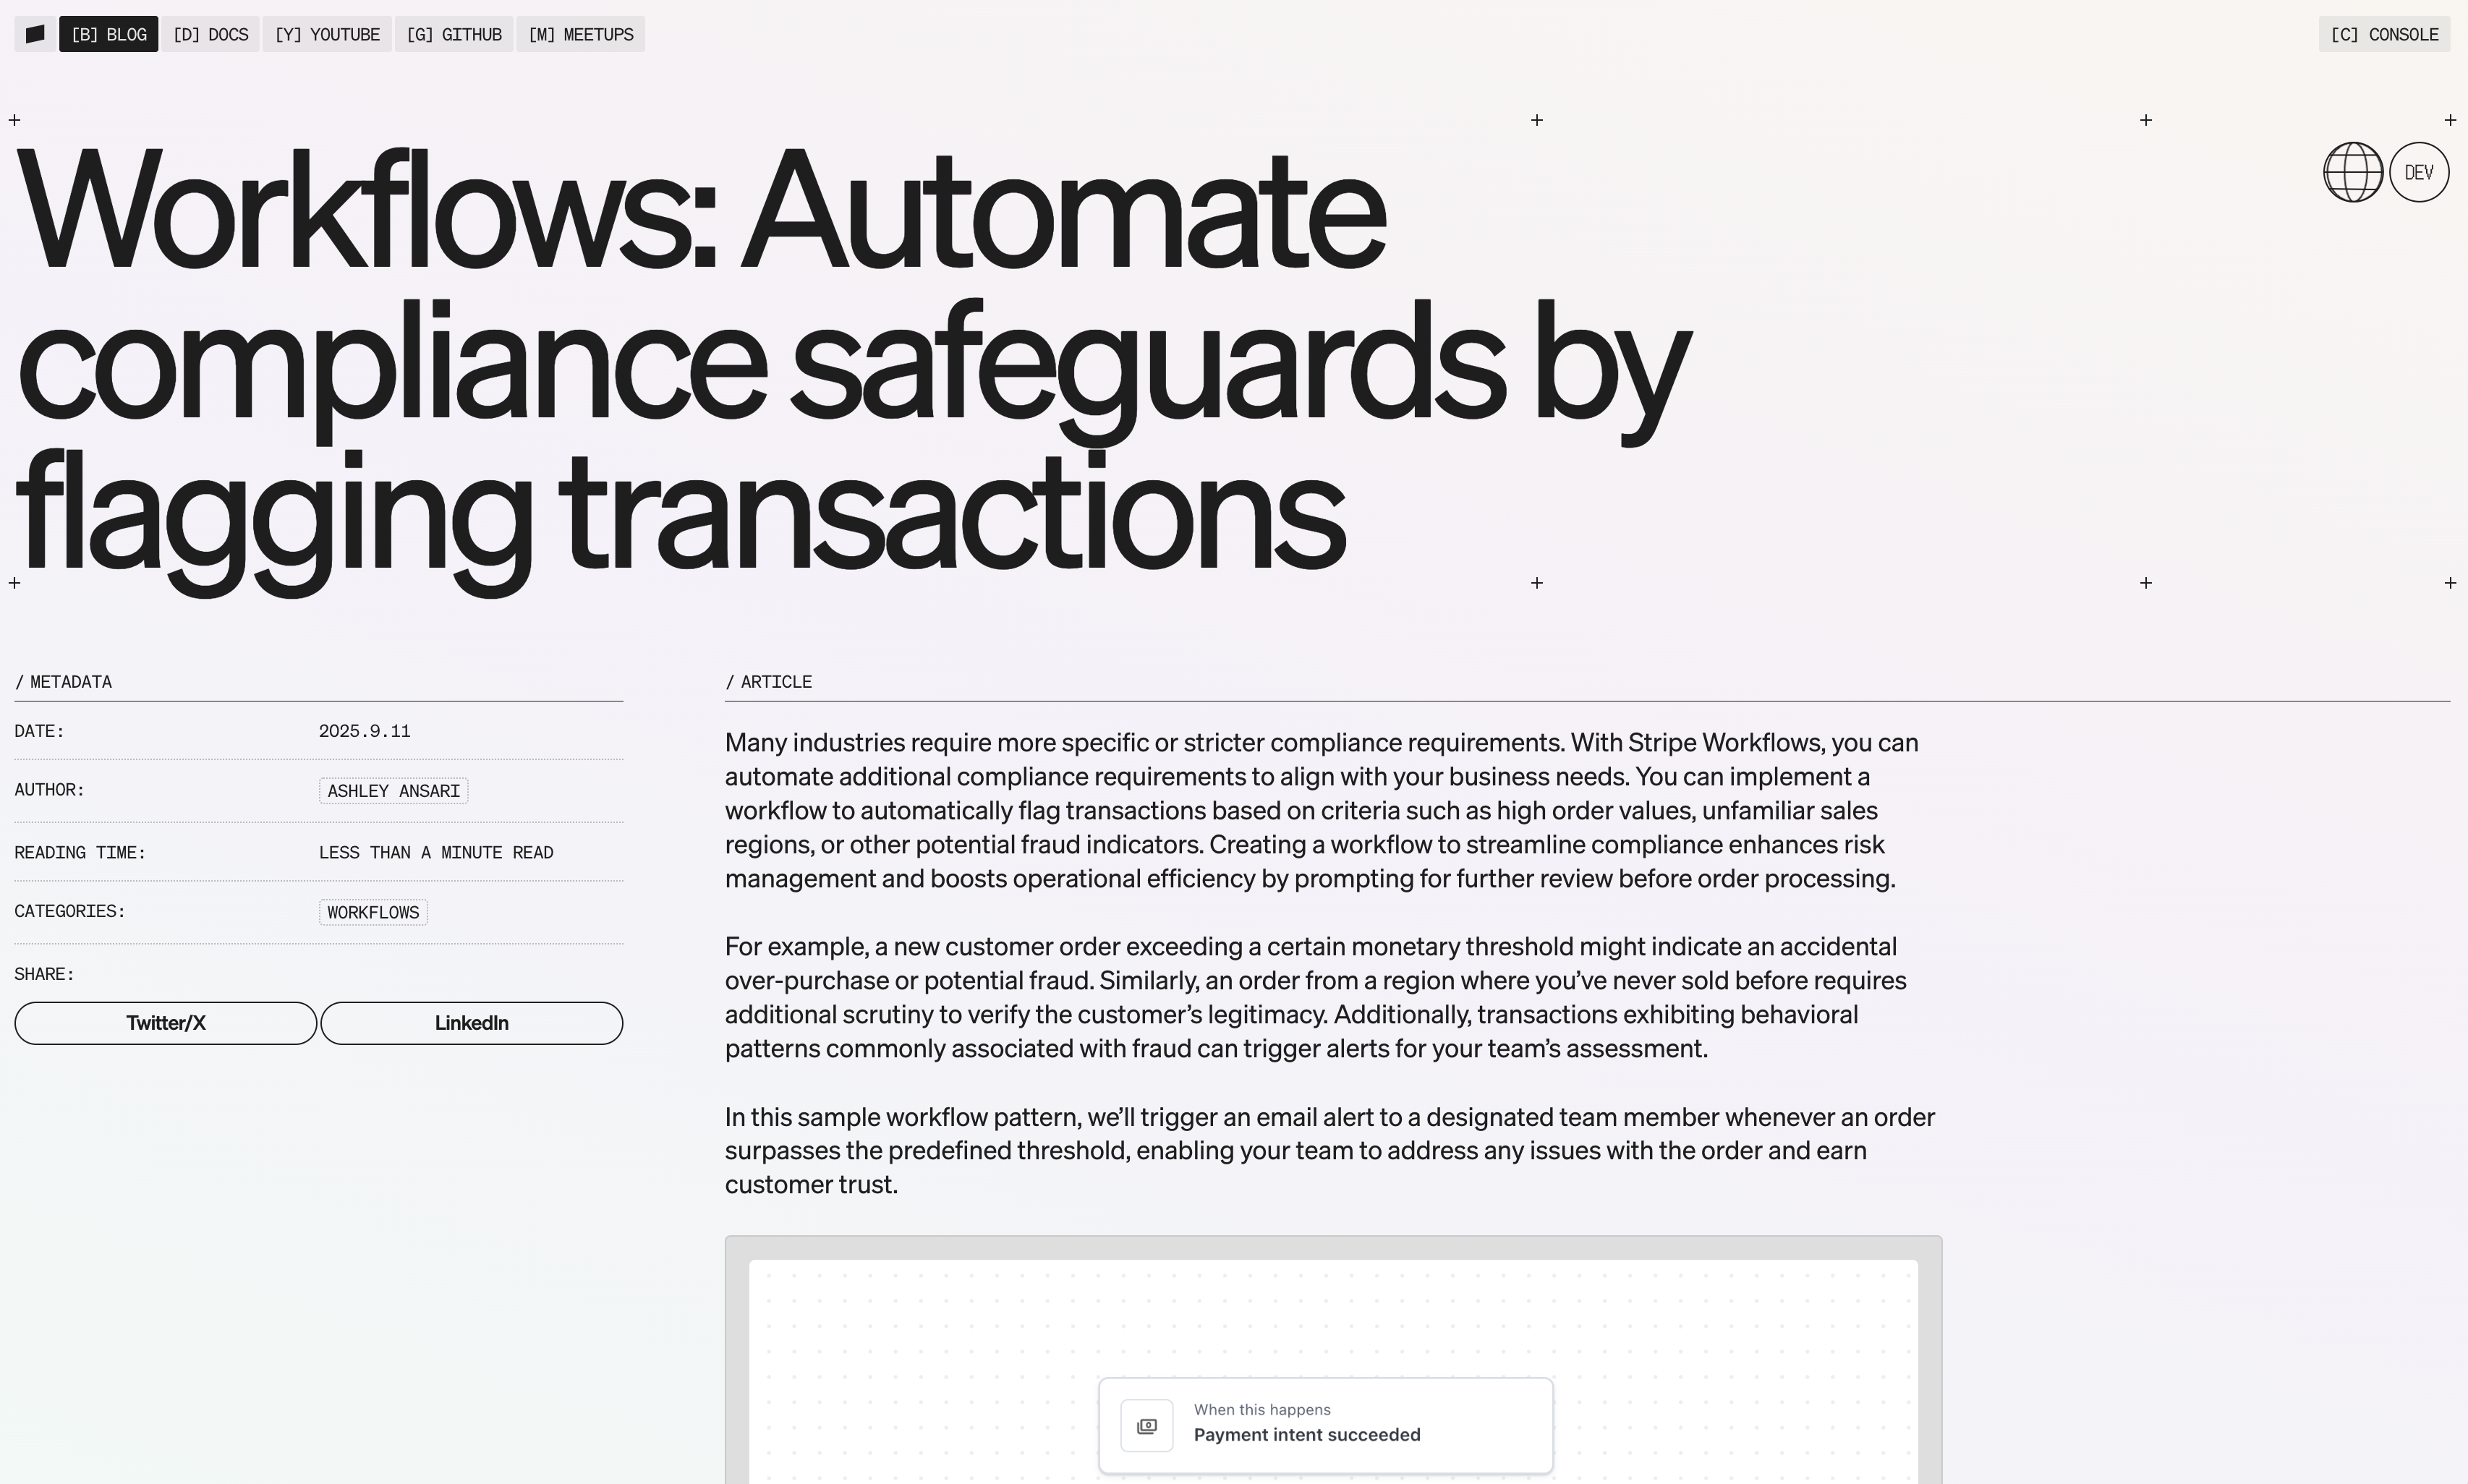 [B] BLOG
[D] DOCS
[Y] YOUTUBE
[G] GITHUB
[M] MEETUPS
[C] CONSOLE
Workflows: Automate
compliance safeguards by
flagging transactions
DEV
/ METADATA
DATE: 2025.9.11
AUTHOR: ASHLEY ANSARI
READING TIME: LESS THAN A MINUTE READ
CATEGORIES: WORKFLOWS
SHARE:
Twitter/X
LinkedIn
/ ARTICLE
Many industries require more specific or stricter compliance requirements. With Stripe Workflows, you can
automate additional compliance requirements to align with your business needs. You can implement a
workflow to automatically flag transactions based on criteria such as high order values, unfamiliar sales
regions, or other potential fraud indicators. Creating a workflow to streamline compliance enhances risk
management and boosts operational efficiency by prompting for further review before order processing.
For example, a new customer order exceeding a certain monetary threshold might indicate an accidental
over-purchase or potential fraud. Similarly, an order from a region where you’ve never sold before requires
additional scrutiny to verify the customer’s legitimacy. Additionally, transactions exhibiting behavioral
patterns commonly associated with fraud can trigger alerts for your team’s assessment.
In this sample workflow pattern, we’ll trigger an email alert to a designated team member whenever an order
surpasses the predefined threshold, enabling your team to address any issues with the order and earn
customer trust.
When this happens
Payment intent succeeded